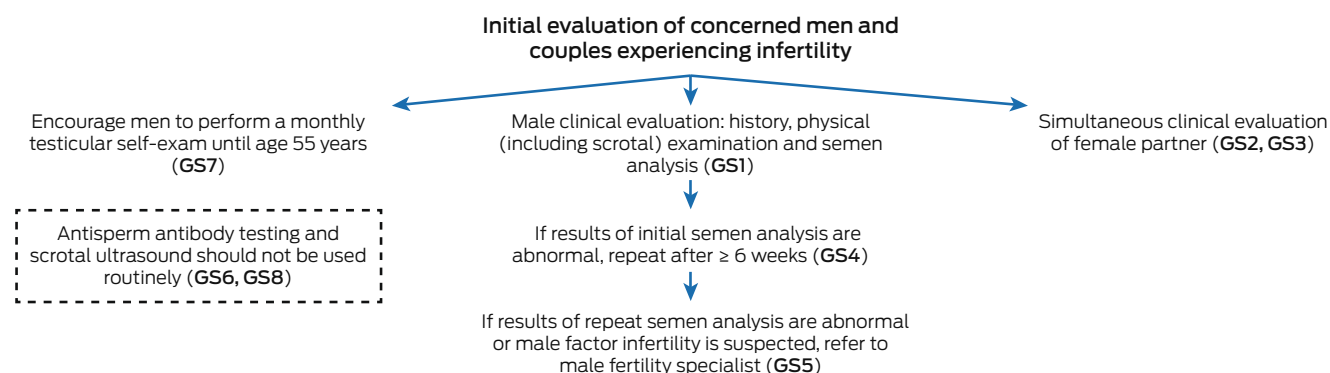 Initial evaluation of concerned men and
couples experiencing infertility
Encourage men to perform a monthly
testicular self-exam until age 55 years
(GS7)
Antisperm antibody testing and
scrotal ultrasound should not be used
routinely (GS6, GS8)
Male clinical evaluation: history, physical
(including scrotal) examination and semen
analysis (GS1)
If results of initial semen analysis are
abnormal, repeat after ≥ 6 weeks (GS4)
If results of repeat semen analysis are abnormal
or male factor infertility is suspected, refer to
male fertility specialist (GS5)
Simultaneous clinical evaluation
of female partner (GS2, GS3)